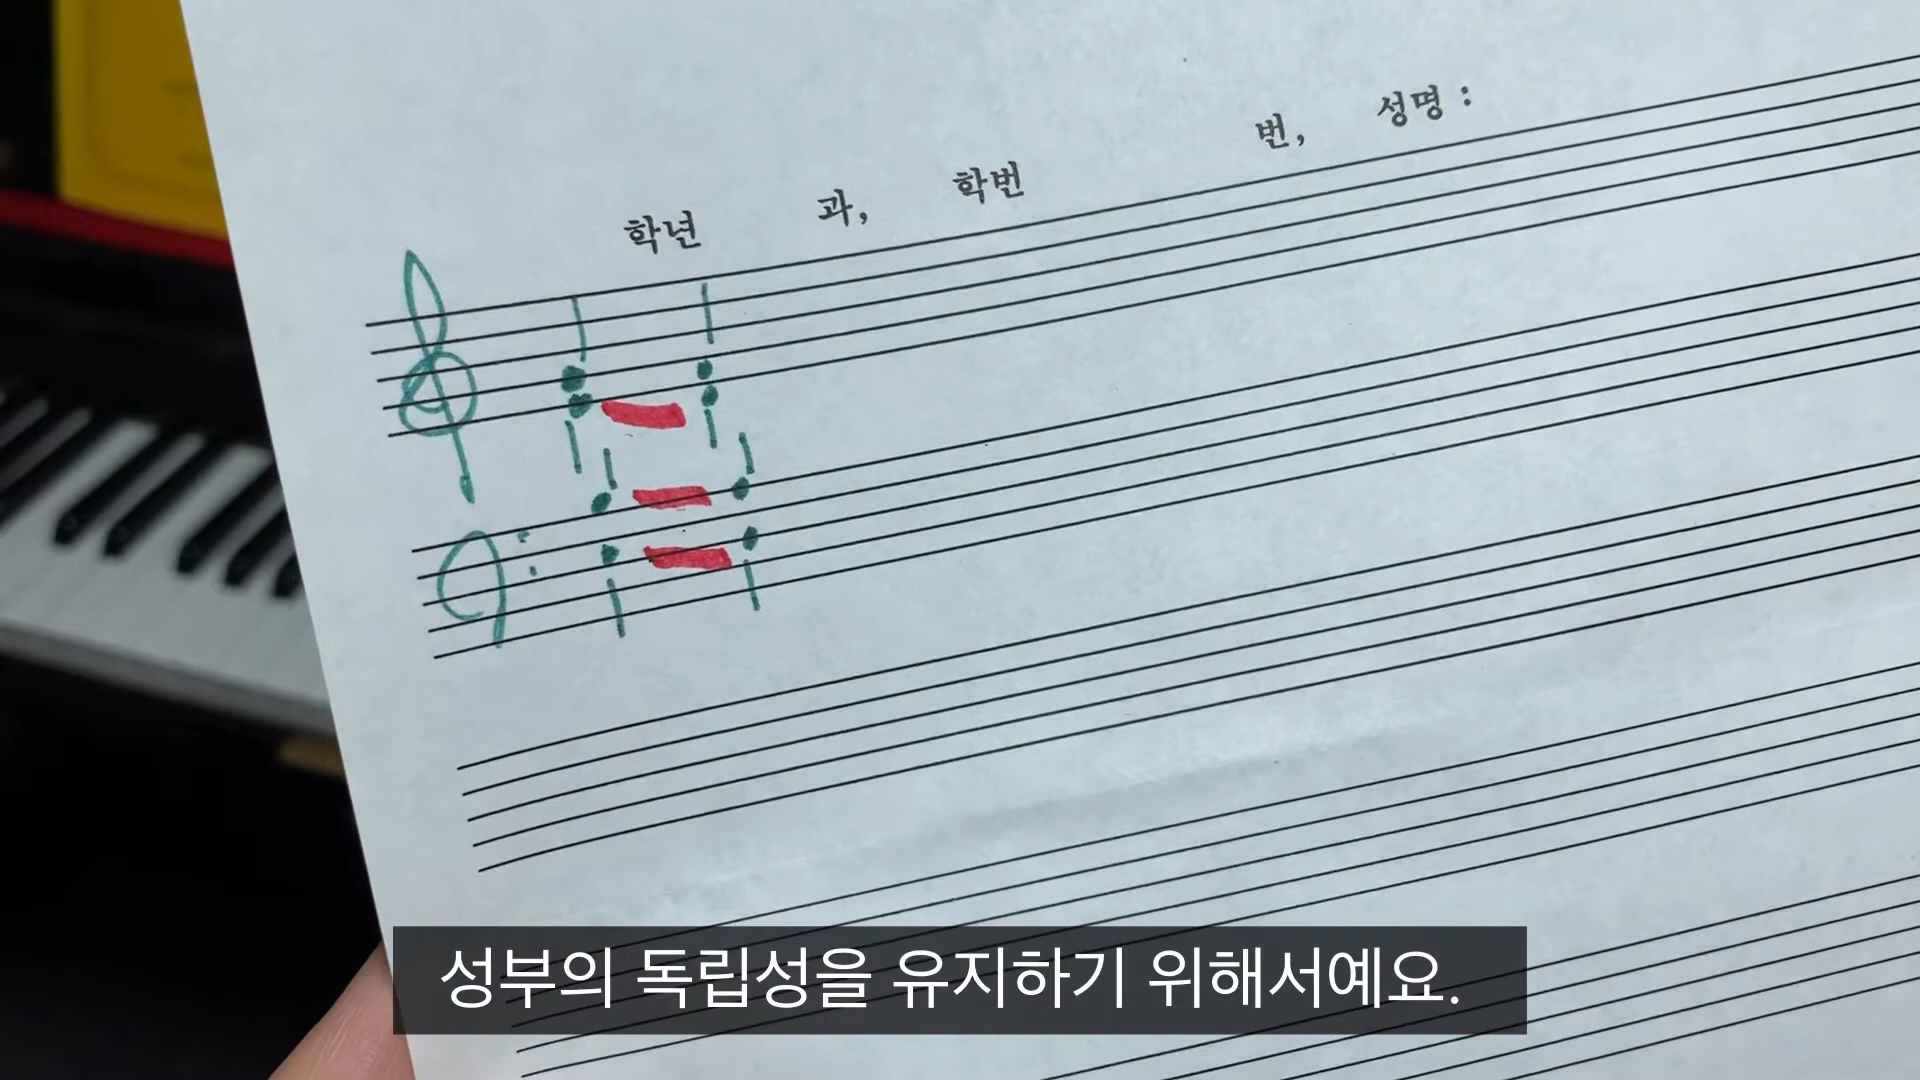 학년 과, 학번 번, 성명 :
성부의 독립성을 유지하기 위해서예요.